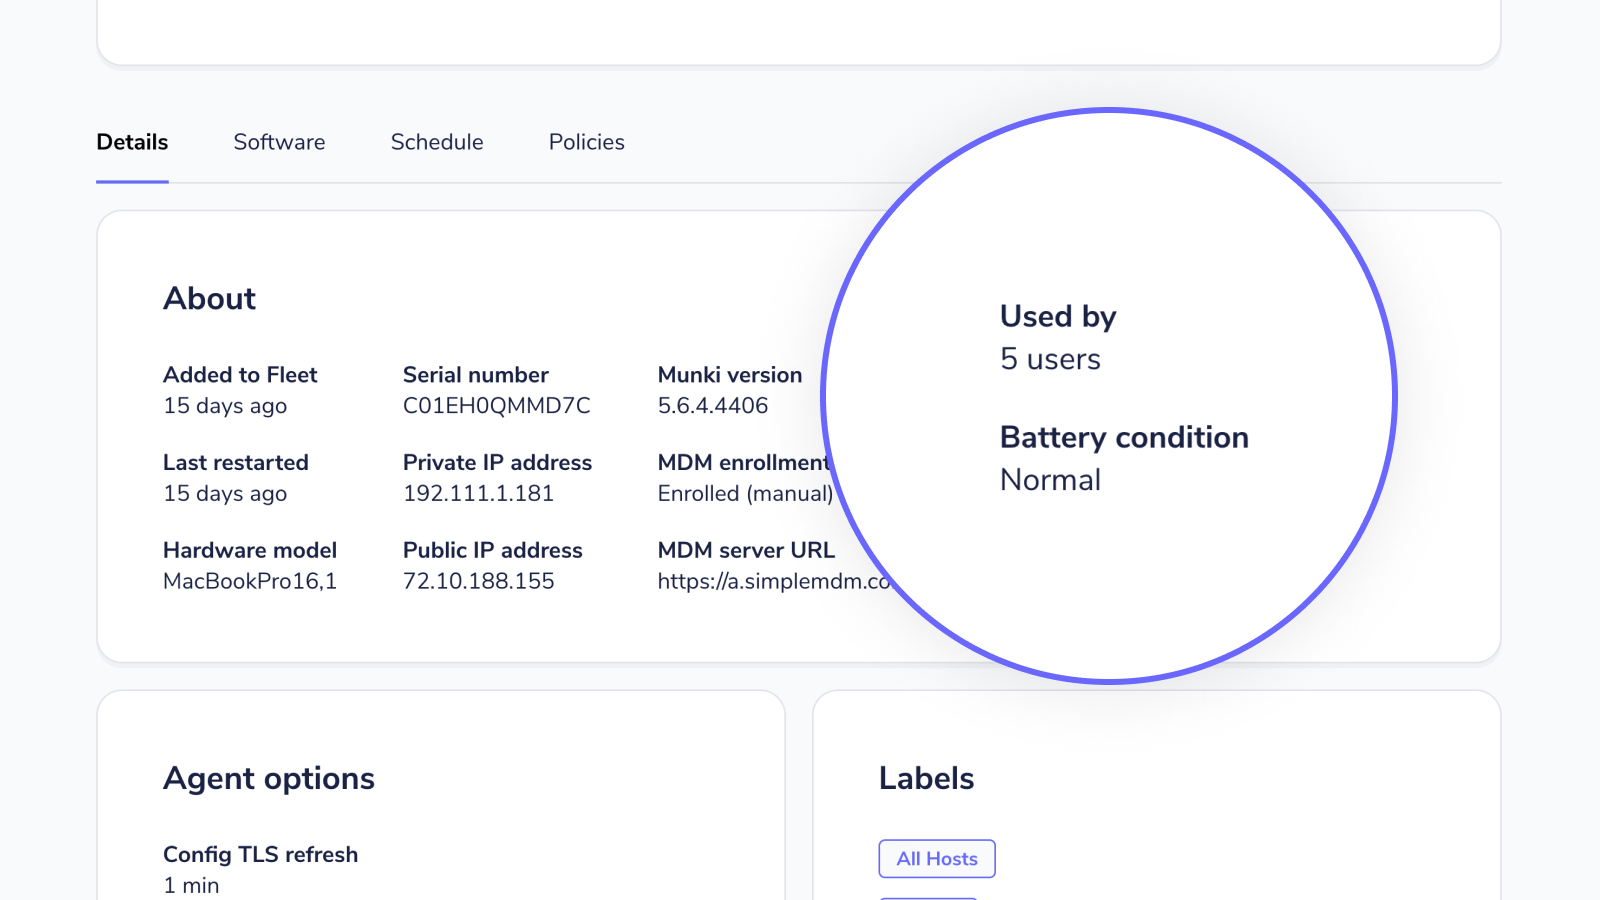 Details
Software
Schedule
Policies
About
Added to Fleet
15 days ago
Last restarted
15 days ago
Hardware model
MacBookPro16,1
Serial number
C01EH0QMMD7C
Private IP address
192.111.1.181
Public IP address
72.10.188.155
Munki version
5.6.4.4406
MDM enrollment
Enrolled (manual)
MDM server URL
https://a.simplemdm.co
Used by
5 users
Battery condition
Normal
Agent options
Config TLS refresh
1 min
Labels
All Hosts